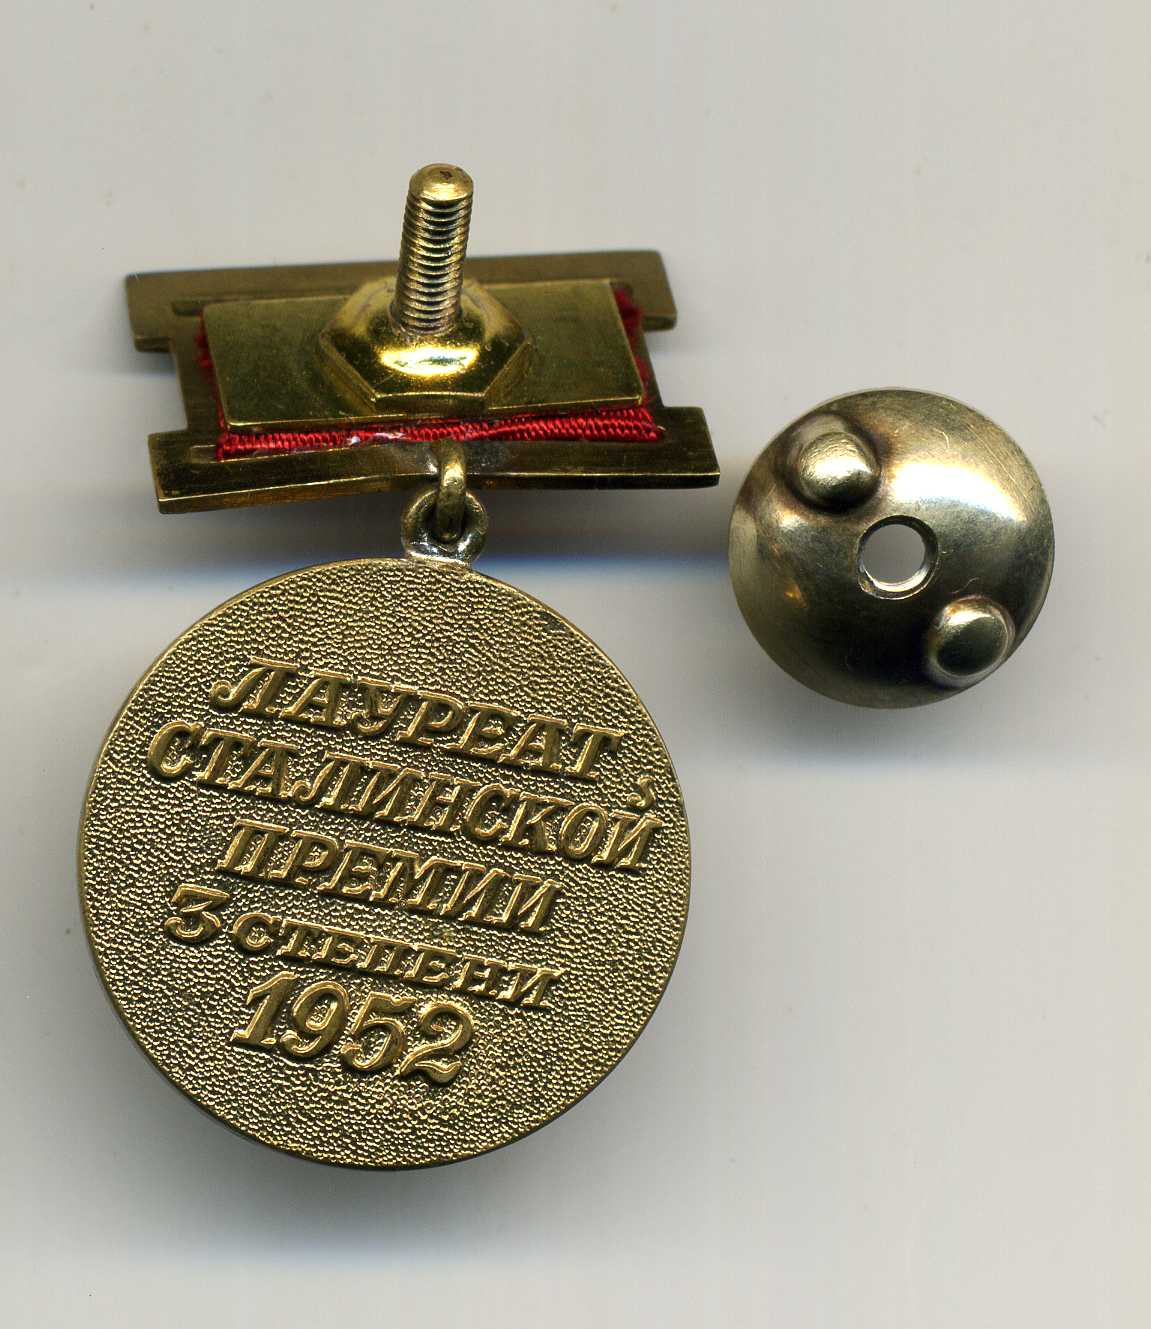 ЛАУРЕАТ
СТАЛИНСКОЙ
ПРЕМИИ
3 СТЕПЕНИ
1952